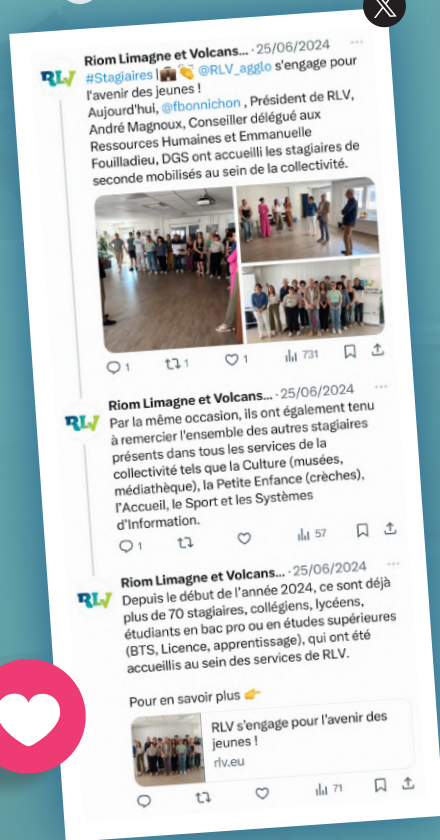 Riom Limagne et Volcans... · 25/06/2024
RLV
#Stagiaires |💼👏 @RLV_agglo s'engage pour
l'avenir des jeunes !
Aujourd'hui, @fbonnichon , Président de RLV,
André Magnoux, Conseiller délégué aux
Ressources Humaines et Emmanuelle
Fouilladieu, DGS ont accueilli les stagiaires de
seconde mobilisés au sein de la collectivité.
1 1 1 731
Riom Limagne et Volcans... · 25/06/2024
RLV
Par la même occasion, ils ont également tenu
à remercier l'ensemble des autres stagiaires
présents dans tous les services de la
collectivité tels que la Culture (musées,
médiathèque), la Petite Enfance (crèches),
l'Accueil, le Sport et les Systèmes
d'Information.
1 57
Riom Limagne et Volcans... · 25/06/2024
RLV
Depuis le début de l'année 2024, ce sont déjà
plus de 70 stagiaires, collégiens, lycéens,
étudiants en bac pro ou en études supérieures
(BTS, Licence, apprentissage), qui ont été
accueillis au sein des services de RLV.
Pour en savoir plus 👉
RLV s'engage pour l'avenir des
jeunes !
rlv.eu
71